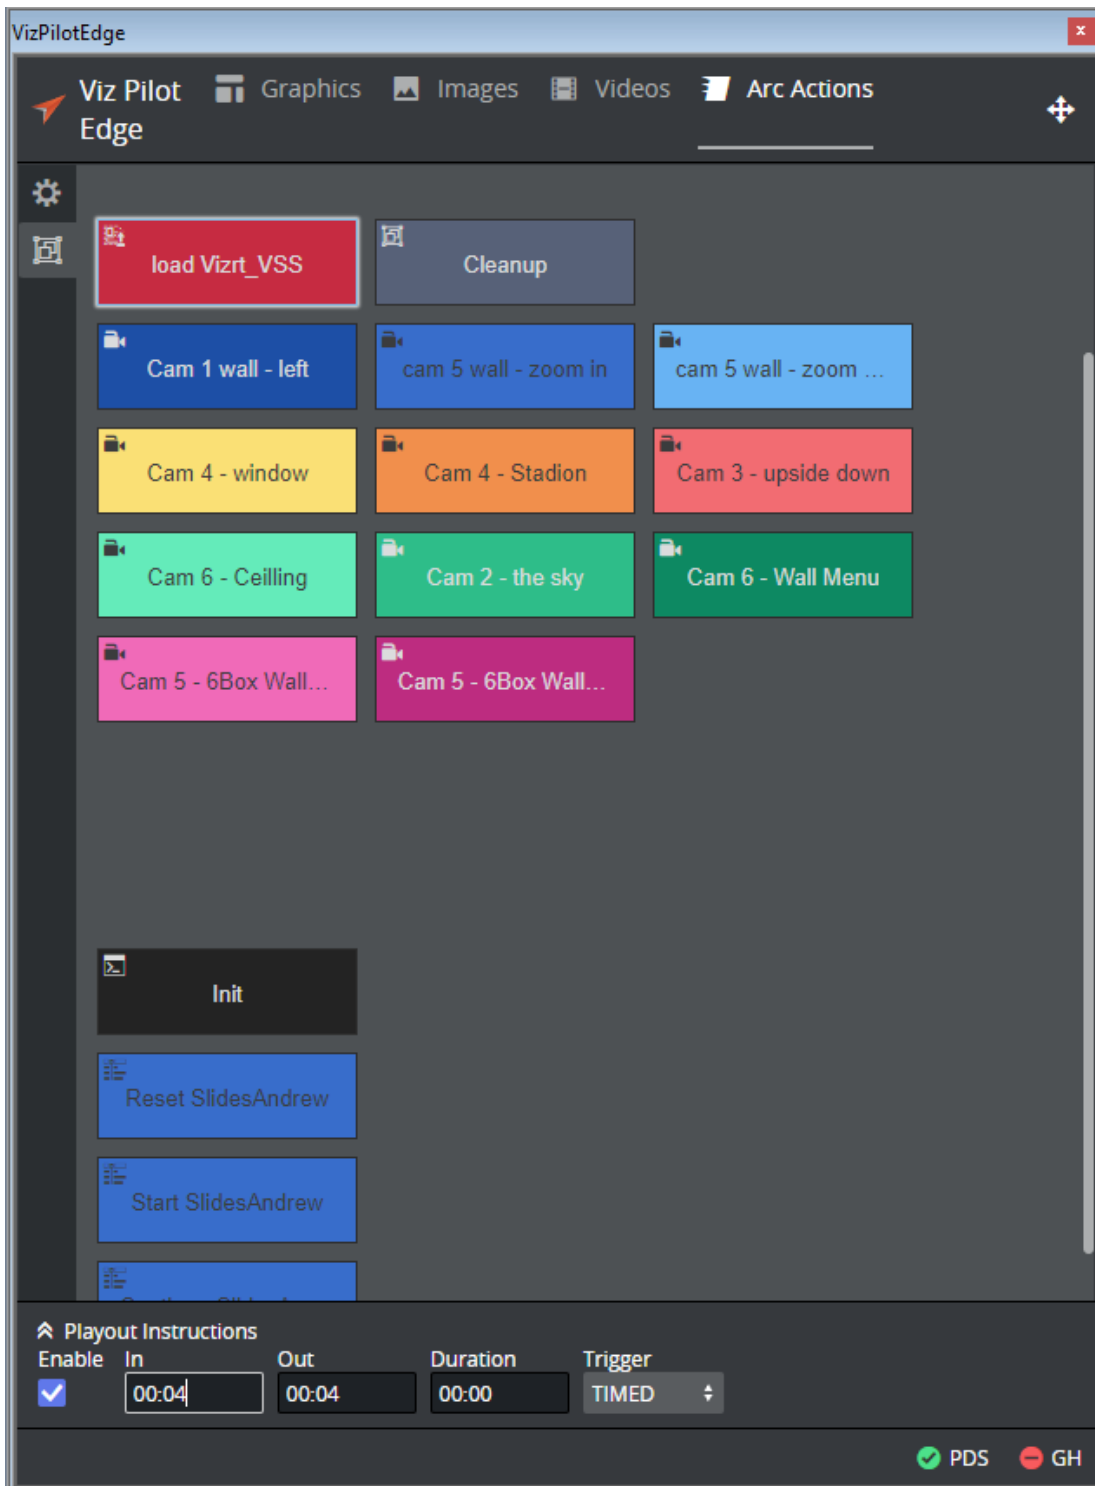 VizPilotEdge
x
Viz Pilot Edge
Graphics
Images
Videos
Arc Actions
load Vizrt_VSS
Cleanup
Cam 1 wall - left
cam 5 wall - zoom in
cam 5 wall - zoom ...
Cam 4 - window
Cam 4 - Stadion
Cam 3 - upside down
Cam 6 - Ceilling
Cam 2 - the sky
Cam 6 - Wall Menu
Cam 5 - 6Box Wall...
Cam 5 - 6Box Wall...
Init
Reset SlidesAndrew
Start SlidesAndrew
Playout Instructions
Enable In Out Duration Trigger
00:04 00:04 00:00 TIMED
PDS GH